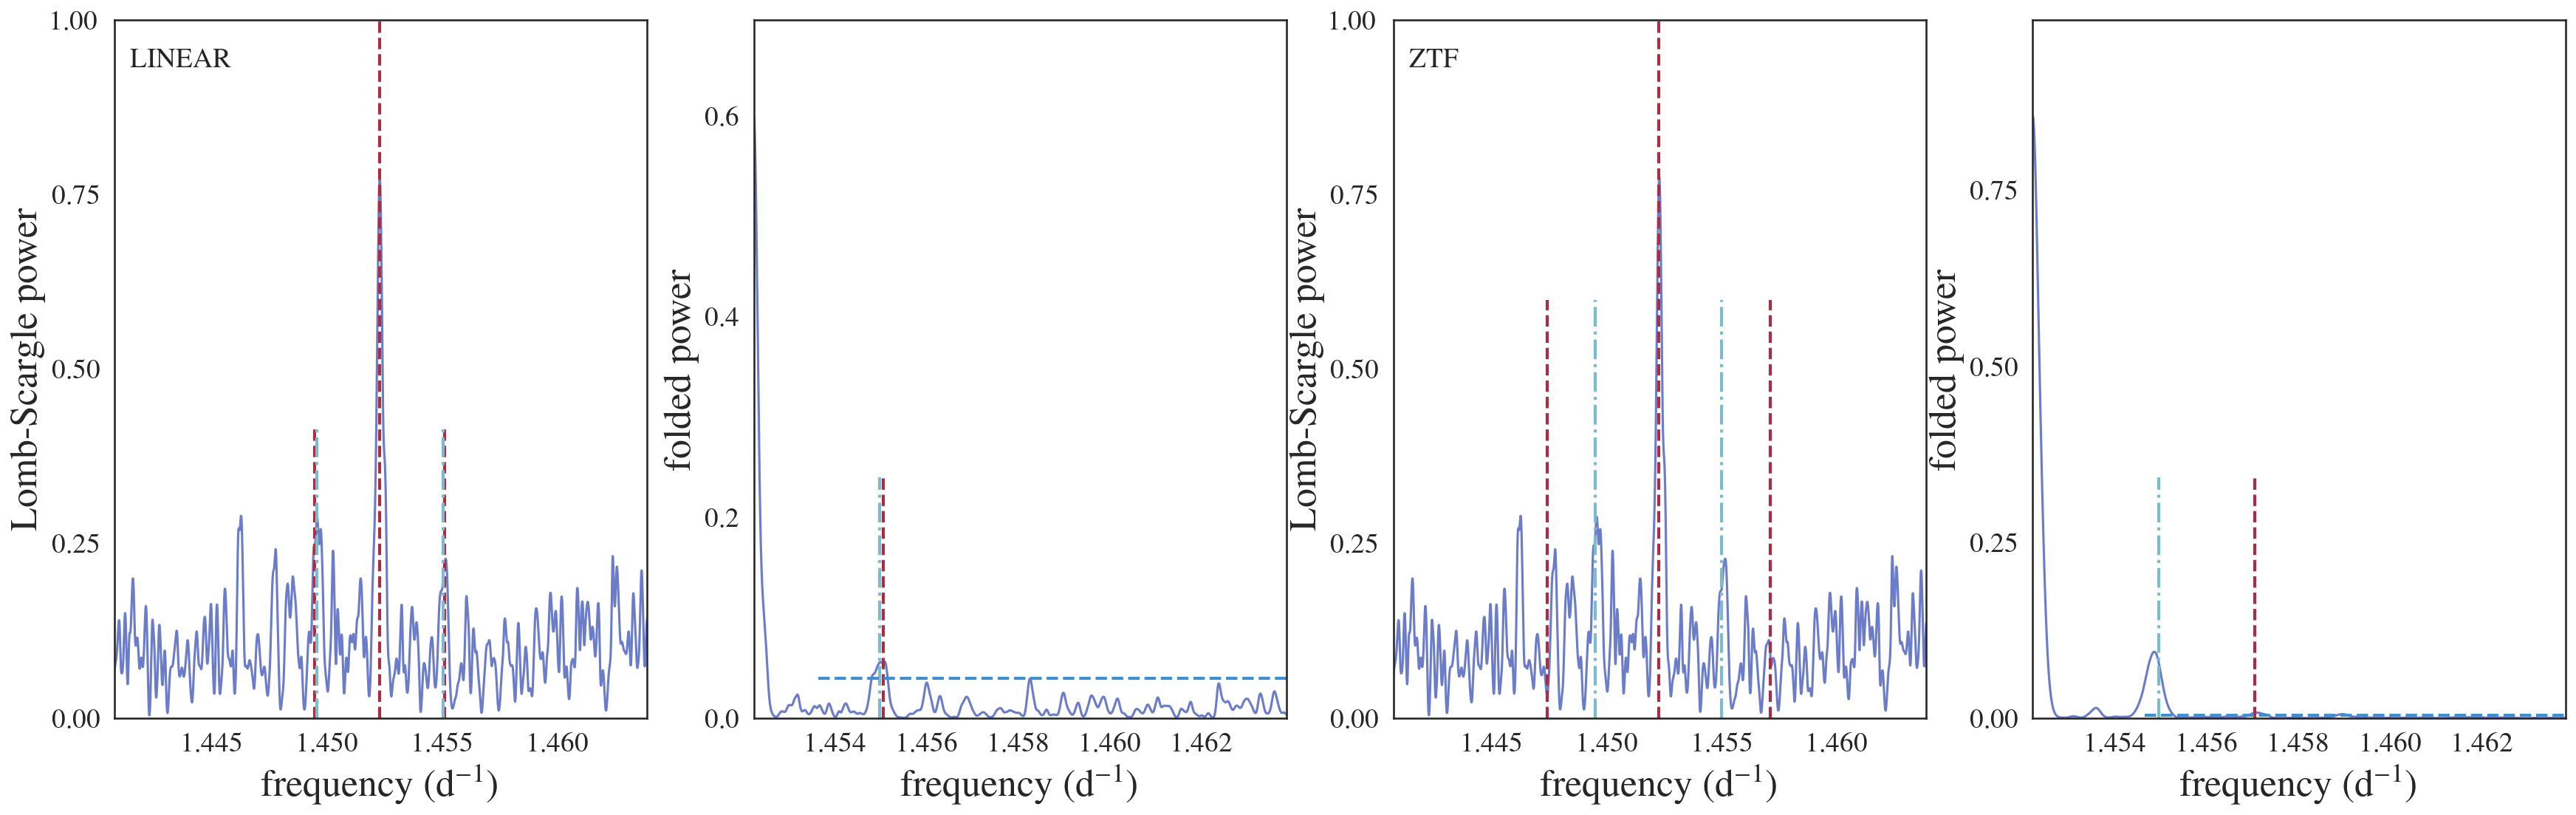 1.00
0.75
0.50
0.25
0.00
Lomb-Scargle power
LINEAR
1.445 1.450 1.455 1.460
frequency (d⁻¹)
0.6
0.4
0.2
0.0
folded power
1.454 1.456 1.458 1.460 1.462
frequency (d⁻¹)
1.00
0.75
0.50
0.25
0.00
Lomb-Scargle power
ZTF
1.445 1.450 1.455 1.460
frequency (d⁻¹)
0.75
0.50
0.25
0.00
folded power
1.454 1.456 1.458 1.460 1.462
frequency (d⁻¹)